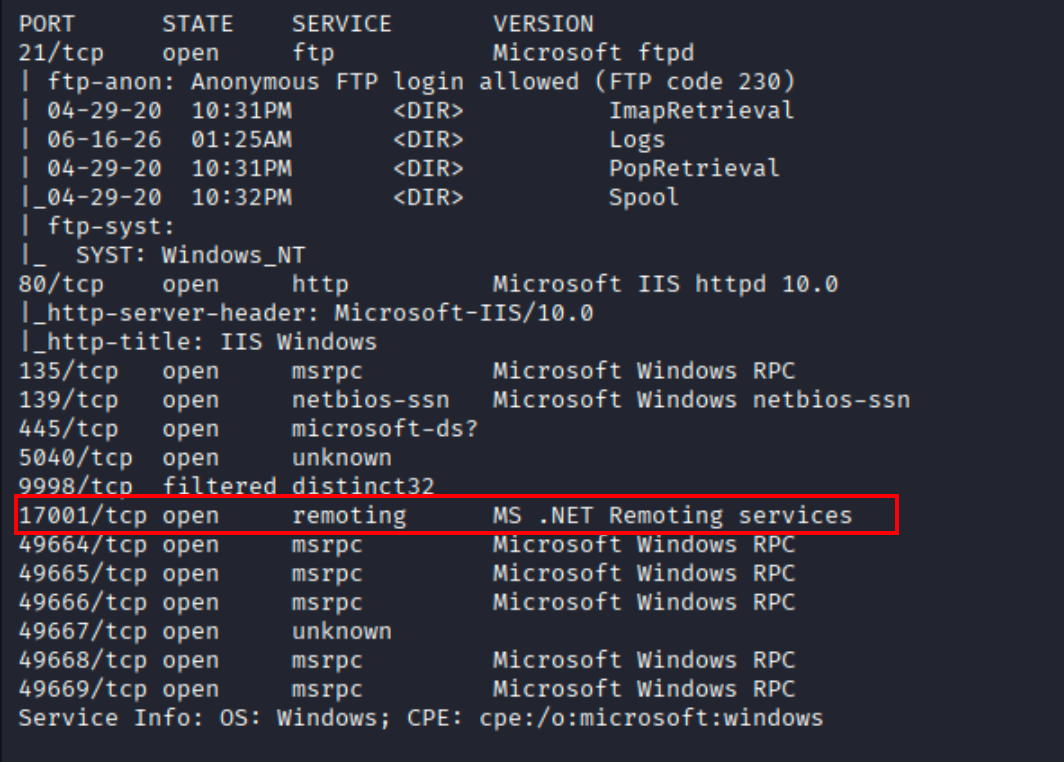 PORT      STATE    SERVICE       VERSION
21/tcp    open     ftp           Microsoft ftpd
| ftp-anon: Anonymous FTP login allowed (FTP code 230)
| 04-29-20  10:31PM       <DIR>          ImapRetrieval
| 06-16-26  01:25AM       <DIR>          Logs
| 04-29-20  10:31PM       <DIR>          PopRetrieval
|_04-29-20  10:32PM       <DIR>          Spool
| ftp-syst:
|_  SYST: Windows_NT
80/tcp    open     http          Microsoft IIS httpd 10.0
|_http-server-header: Microsoft-IIS/10.0
|_http-title: IIS Windows
135/tcp   open     msrpc         Microsoft Windows RPC
139/tcp   open     netbios-ssn   Microsoft Windows netbios-ssn
445/tcp   open     microsoft-ds?
5040/tcp  open     unknown
9998/tcp  filtered distinct32
17001/tcp open     remoting      MS .NET Remoting services
49664/tcp open     msrpc         Microsoft Windows RPC
49665/tcp open     msrpc         Microsoft Windows RPC
49666/tcp open     msrpc         Microsoft Windows RPC
49667/tcp open     unknown
49668/tcp open     msrpc         Microsoft Windows RPC
49669/tcp open     msrpc         Microsoft Windows RPC
Service Info: OS: Windows; CPE: cpe:/o:microsoft:windows